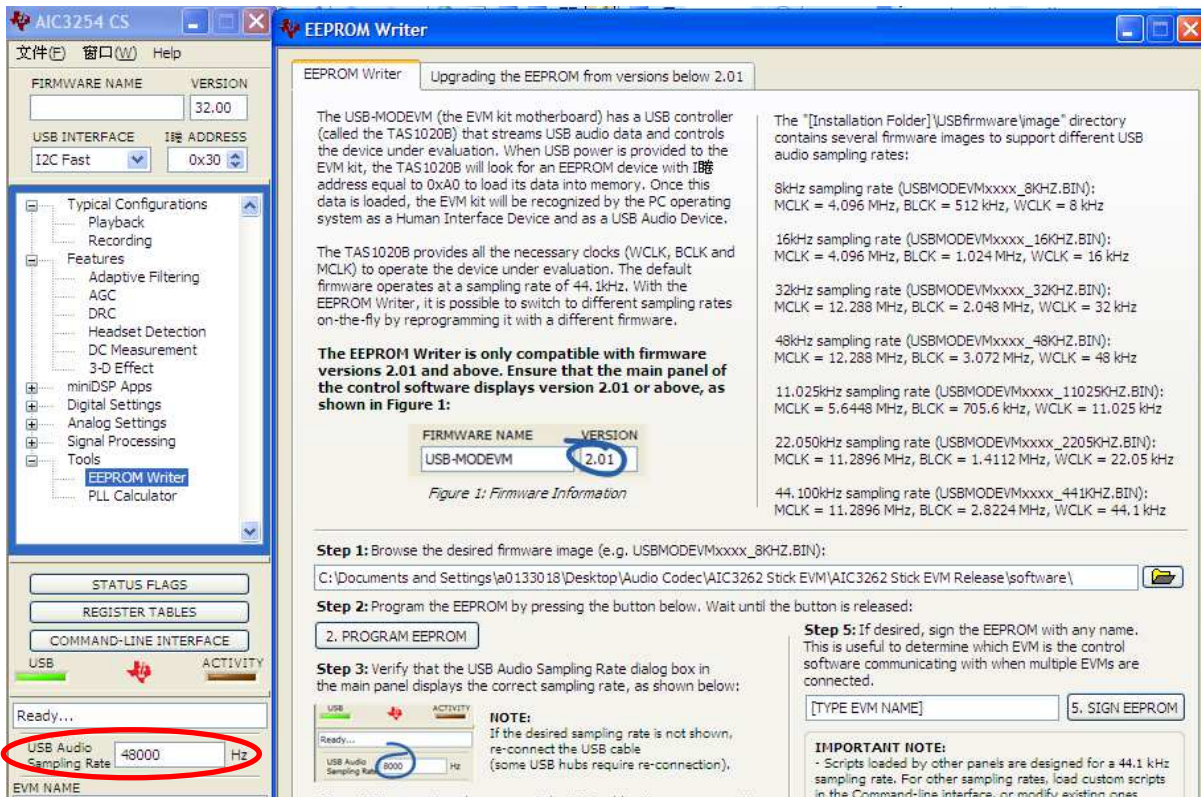 AIC3254 CS
文件(F) 窗口(W) Help
FIRMWARE NAME VERSION
32.00
USB INTERFACE I睠 ADDRESS
I2C Fast 0x30
Typical Configurations
Playback
Recording
Features
Adaptive Filtering
AGC
DRC
Headset Detection
DC Measurement
3-D Effect
miniDSP Apps
Digital Settings
Analog Settings
Signal Processing
Tools
EEPROM Writer
PLL Calculator
STATUS FLAGS
REGISTER TABLES
COMMAND-LINE INTERFACE
USB ACTIVITY
Ready...
USB Audio
Sampling Rate 48000 Hz
EVM NAME
EEPROM Writer
EEPROM Writer Upgrading the EEPROM from versions below 2.01
The USB-MODEVM (the EVM kit motherboard) has a USB controller
(called the TAS1020B) that streams USB audio data and controls
the device under evaluation. When USB power is provided to the
EVM kit, the TAS1020B will look for an EEPROM device with I睠
address equal to 0xA0 to load its data into memory. Once this
data is loaded, the EVM kit will be recognized by the PC operating
system as a Human Interface Device and as a USB Audio Device.
The TAS1020B provides all the necessary clocks (WCLK, BCLK and
MCLK) to operate the device under evaluation. The default
firmware operates at a sampling rate of 44.1kHz. With the
EEPROM Writer, it is possible to switch to different sampling rates
on-the-fly by reprogramming it with a different firmware.
The EEPROM Writer is only compatible with firmware
versions 2.01 and above. Ensure that the main panel of
the control software displays version 2.01 or above, as
shown in Figure 1:
FIRMWARE NAME VERSION
USB-MODEVM 2.01
Figure 1: Firmware Information
The "[Installation Folder]\USBfirmware\image" directory
contains several firmware images to support different USB
audio sampling rates:
8kHz sampling rate (USBMODEVMxxxx_8KHZ.BIN):
MCLK = 4.096 MHz, BLCK = 512 kHz, WCLK = 8 kHz
16kHz sampling rate (USBMODEVMxxxx_16KHZ.BIN):
MCLK = 4.096 MHz, BLCK = 1.024 MHz, WCLK = 16 kHz
32kHz sampling rate (USBMODEVMxxxx_32KHZ.BIN):
MCLK = 12.288 MHz, BLCK = 2.048 MHz, WCLK = 32 kHz
48kHz sampling rate (USBMODEVMxxxx_48KHZ.BIN):
MCLK = 12.288 MHz, BLCK = 3.072 MHz, WCLK = 48 kHz
11.025kHz sampling rate (USBMODEVMxxxx_11025KHZ.BIN):
MCLK = 5.6448 MHz, BLCK = 705.6 kHz, WCLK = 11.025 kHz
22.050kHz sampling rate (USBMODEVMxxxx_2205KHZ.BIN):
MCLK = 11.2896 MHz, BLCK = 1.4112 MHz, WCLK = 22.05 kHz
44.100kHz sampling rate (USBMODEVMxxxx_441KHZ.BIN):
MCLK = 11.2896 MHz, BLCK = 2.8224 MHz, WCLK = 44.1 kHz
Step 1: Browse the desired firmware image (e.g. USBMODEVMxxxx_8KHZ.BIN):
C:\Documents and Settings\a0133018\Desktop\Audio Codec\AIC3262 Stick EVM\AIC3262 Stick EVM Release\software\
Step 2: Program the EEPROM by pressing the button below. Wait until the button is released:
2. PROGRAM EEPROM
Step 3: Verify that the USB Audio Sampling Rate dialog box in
the main panel displays the correct sampling rate, as shown below:
USB ACTIVITY
Ready...
USB Audio
Sampling Rate 8000 Hz
NOTE:
If the desired sampling rate is not shown,
re-connect the USB cable
(some USB hubs require re-connection).
Step 5: If desired, sign the EEPROM with any name.
This is useful to determine which EVM is the control
software communicating with when multiple EVMs are
connected.
[TYPE EVM NAME] 5. SIGN EEPROM
IMPORTANT NOTE:
- Scripts loaded by other panels are designed for a 44.1 kHz
sampling rate. For other sampling rates, load custom scripts
in the Command-line interface, or modify existing ones